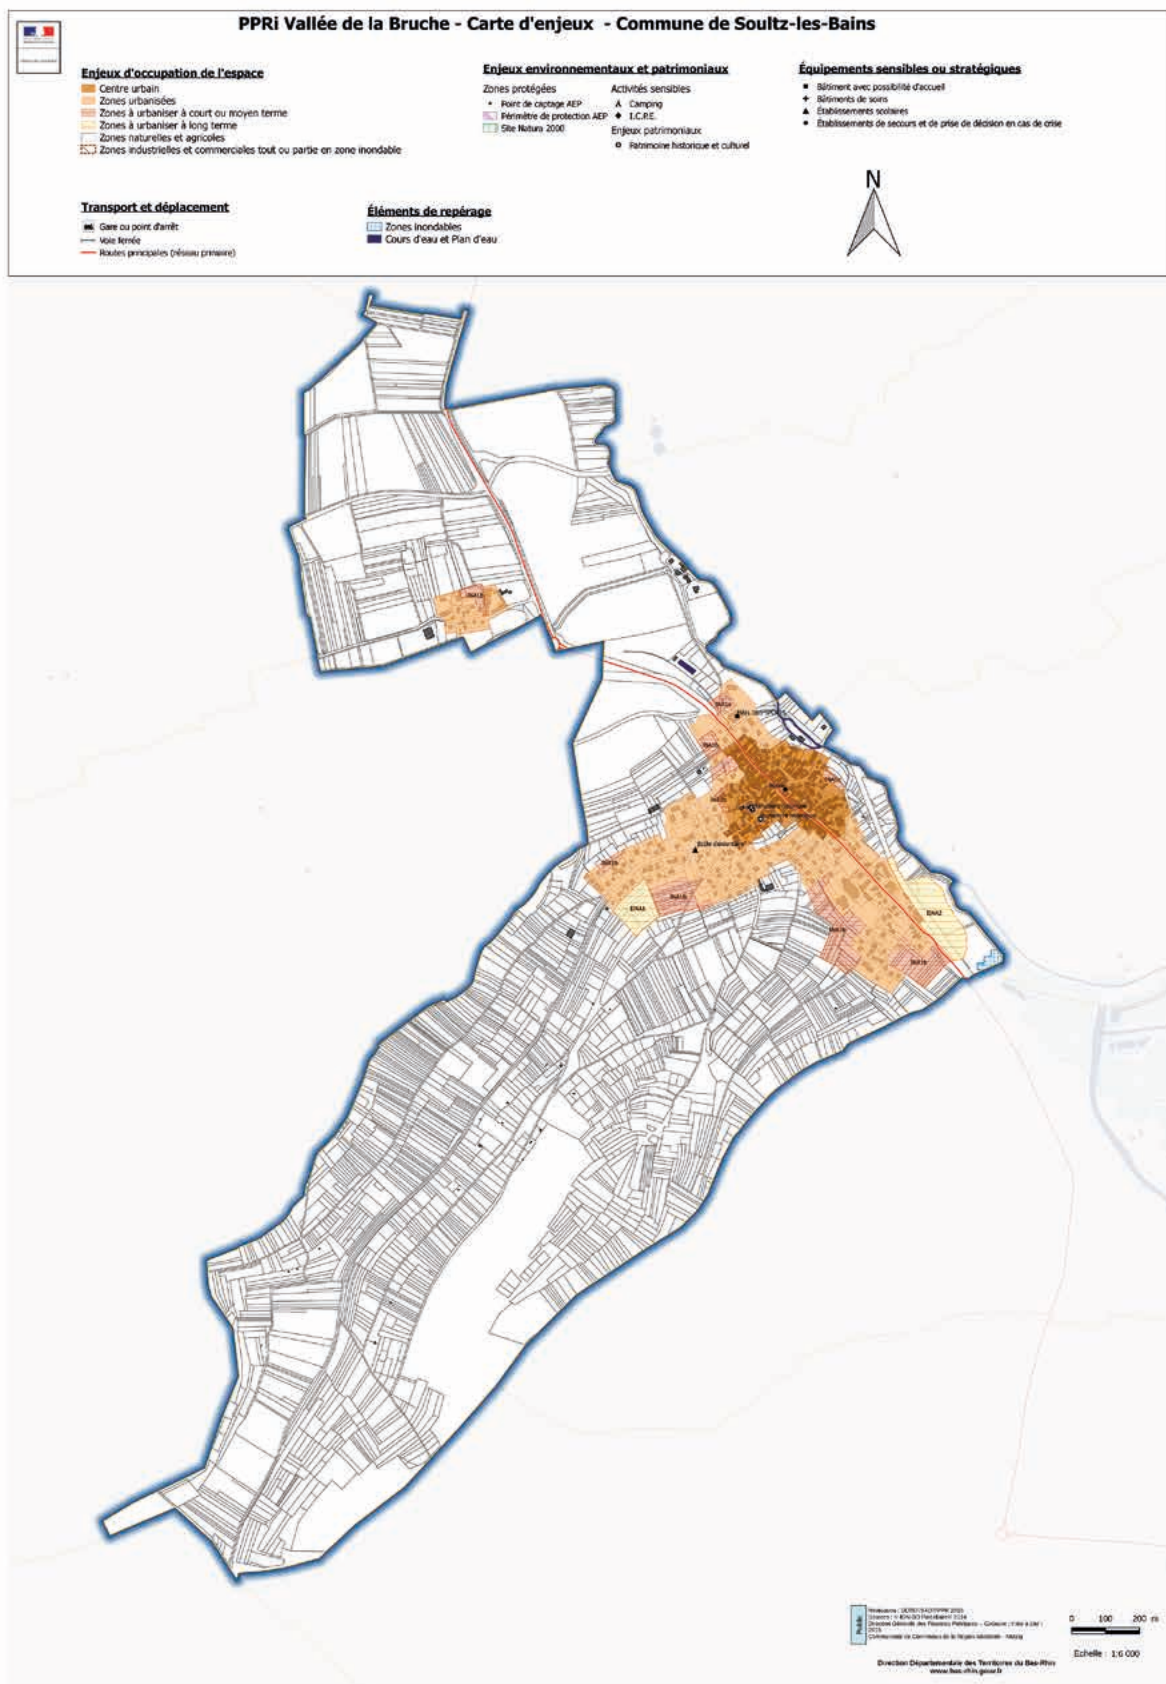 PPRi Vallée de la Bruche - Carte d'enjeux - Commune de Soultz-les-Bains
Enjeux d'occupation de l'espace
Centre urbain
Zones urbanisées
Zones à urbaniser à court ou moyen terme
Zones à urbaniser à long terme
Zones naturelles et agricoles
Zones industrielles et commerciales tout ou partie en zone inondable
Enjeux environnementaux et patrimoniaux
Zones protégées
Point de captage AEP
Périmètre de protection AEP
Site Natura 2000
Activités sensibles
Camping
I.C.P.E.
Enjeux patrimoniaux
Patrimoine historique et culturel
Équipements sensibles ou stratégiques
Bâtiment avec possibilité d'accueil
Bâtiments de soins
Établissements scolaires
Établissements de secours et de prise de décision en cas de crise
Transport et déplacement
Gare ou point d'arrêt
Voie ferrée
Routes principales (réseau primaire)
Éléments de repérage
Zones inondables
Cours d'eau et Plan d'eau
N
Public
0 100 200 m
Echelle : 1:6 000
Direction Départementale des Territoires du Bas-Rhin
www.bas-rhin.gouv.fr